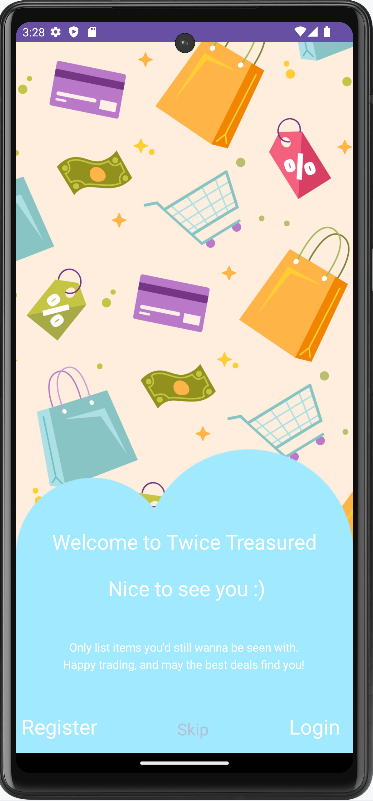 3:28
%
%
Welcome to Twice Treasured
Nice to see you :)
Only list items you'd still wanna be seen with.
Happy trading, and may the best deals find you!
Register
Skip
Login